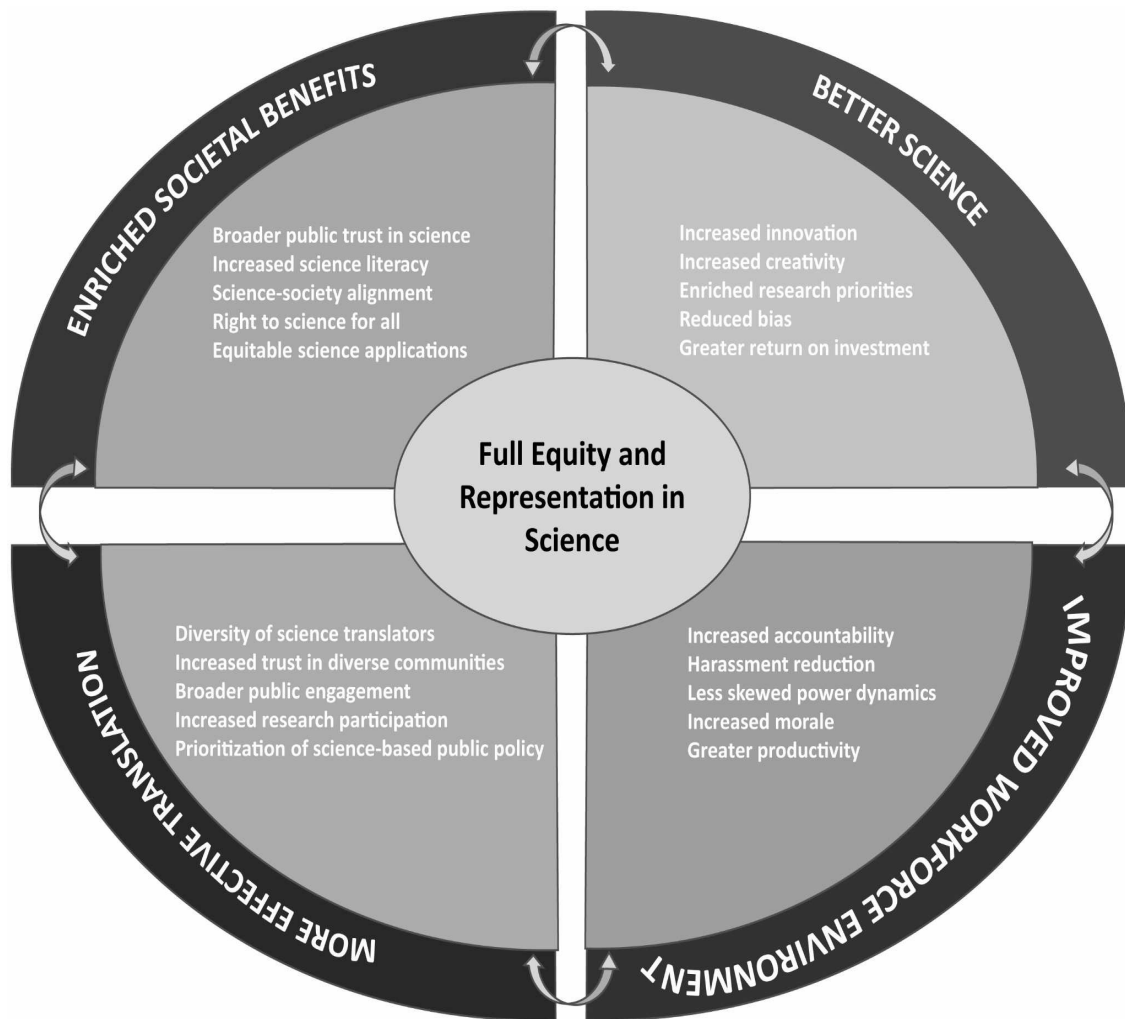 ENRICHED SOCIETAL BENEFITS
Broader public trust in science
Increased science literacy
Science-society alignment
Right to science for all
Equitable science applications
BETTER SCIENCE
Increased innovation
Increased creativity
Enriched research priorities
Reduced bias
Greater return on investment
Full Equity and
Representation in
Science
MORE EFFECTIVE TRANSLATION
Diversity of science translators
Increased trust in diverse communities
Broader public engagement
Increased research participation
Prioritization of science-based public policy
IMPROVED WORKFORCE ENVIRONMENT
Increased accountability
Harassment reduction
Less skewed power dynamics
Increased morale
Greater productivity